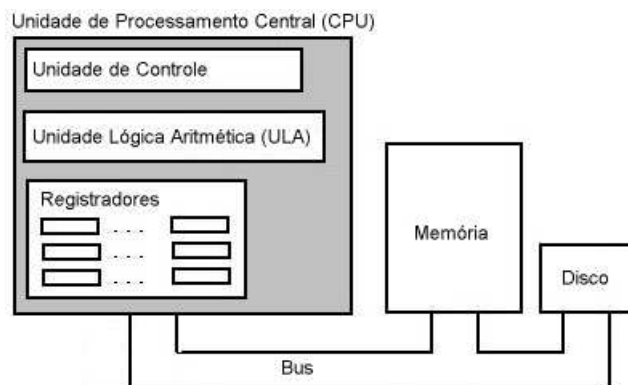 Unidade de Processamento Central (CPU)
Unidade de Controle
Unidade Lógica Aritmética (ULA)
Registradores
. . .
. . .
. . .
Memória
Disco
Bus